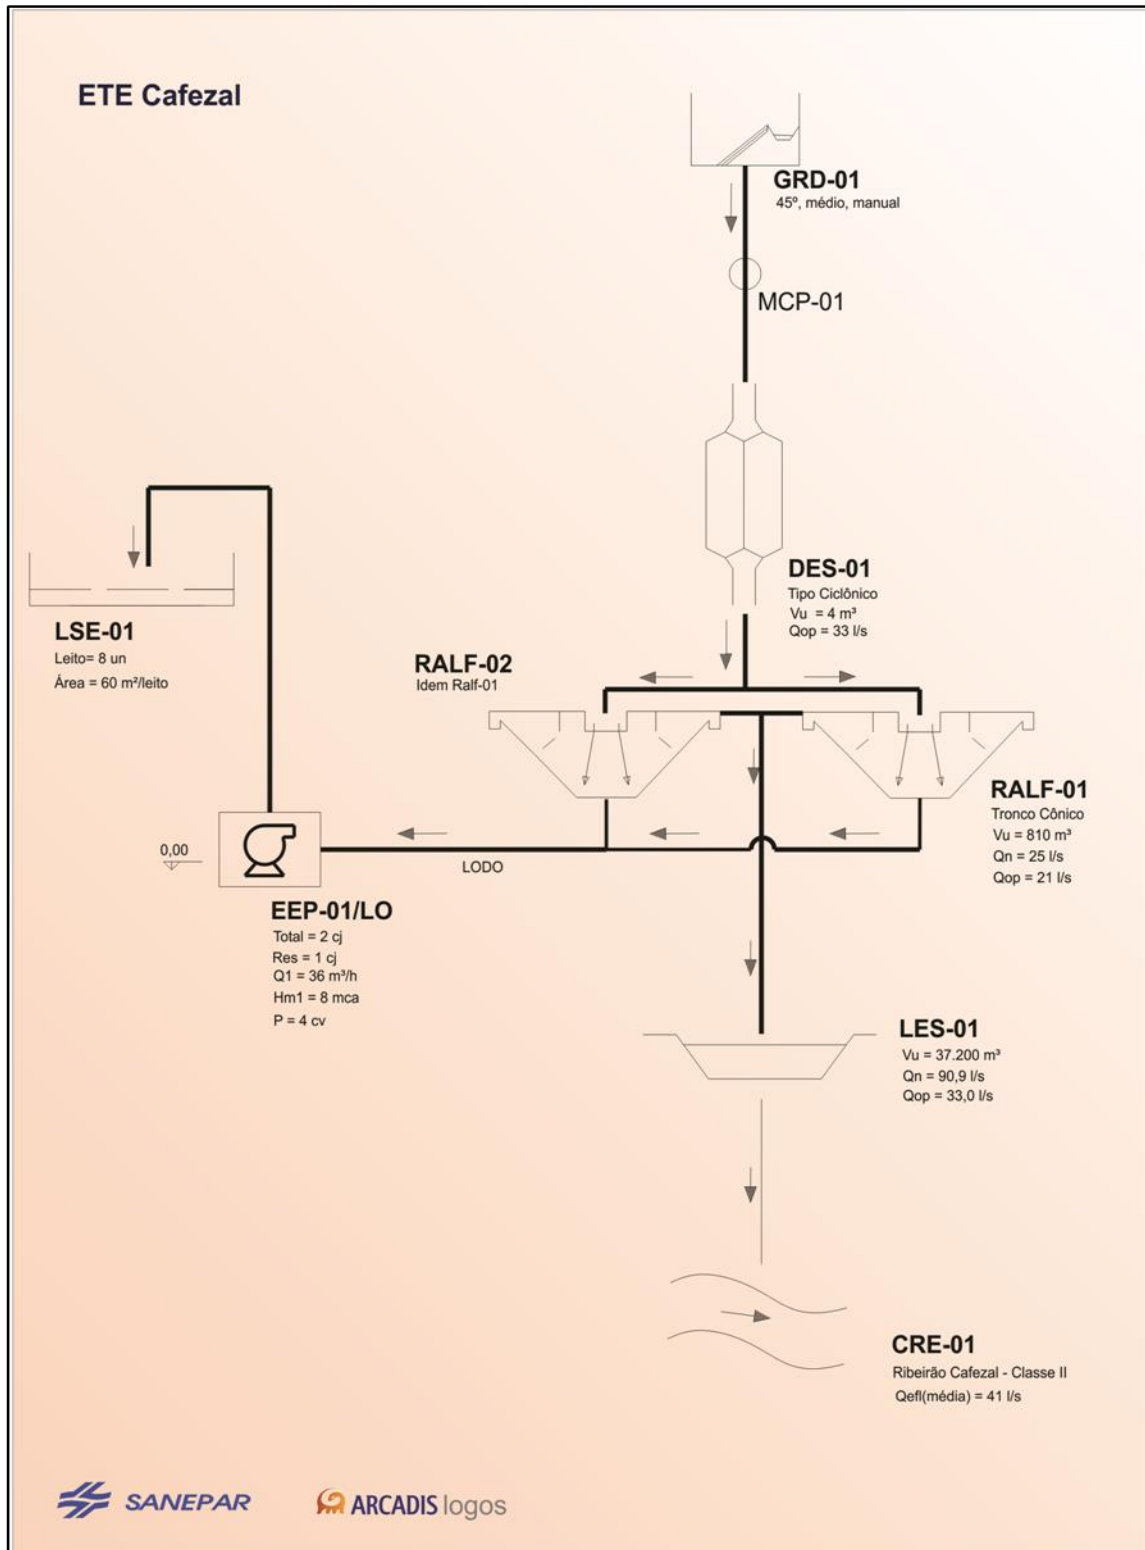 ETE Cafezal
GRD-01
45º, médio, manual
MCP-01
DES-01
Tipo Ciclônico
Vu = 4 m³
Qop = 33 l/s
LSE-01
Leito= 8 un
Área = 60 m²/leito
RALF-02
Idem Ralf-01
RALF-01
Tronco Cônico
Vu = 810 m³
Qn = 25 l/s
Qop = 21 l/s
0,00
LODO
EEP-01/LO
Total = 2 cj
Res = 1 cj
Q1 = 36 m³/h
Hm1 = 8 mca
P = 4 cv
LES-01
Vu = 37.200 m³
Qn = 90,9 l/s
Qop = 33,0 l/s
CRE-01
Ribeirão Cafezal - Classe II
Qefl(média) = 41 l/s
SANEPAR
ARCADIS logos